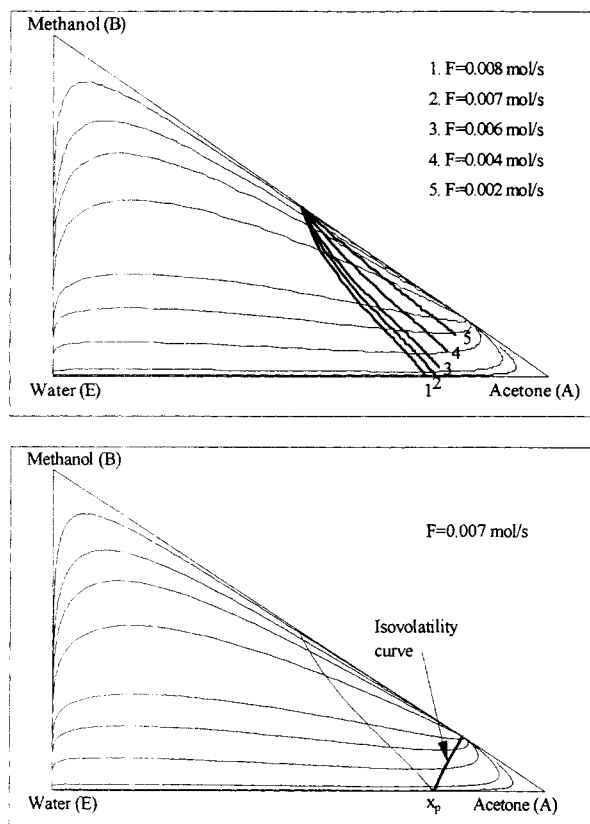 Methanol (B)
1. F=0.008 mol/s
2. F=0.007 mol/s
3. F=0.006 mol/s
4. F=0.004 mol/s
5. F=0.002 mol/s
5
4
3
Water (E)
1 2
Acetone (A)
Methanol (B)
F=0.007 mol/s
Isovolatility
curve
Water (E)
xp
Acetone (A)